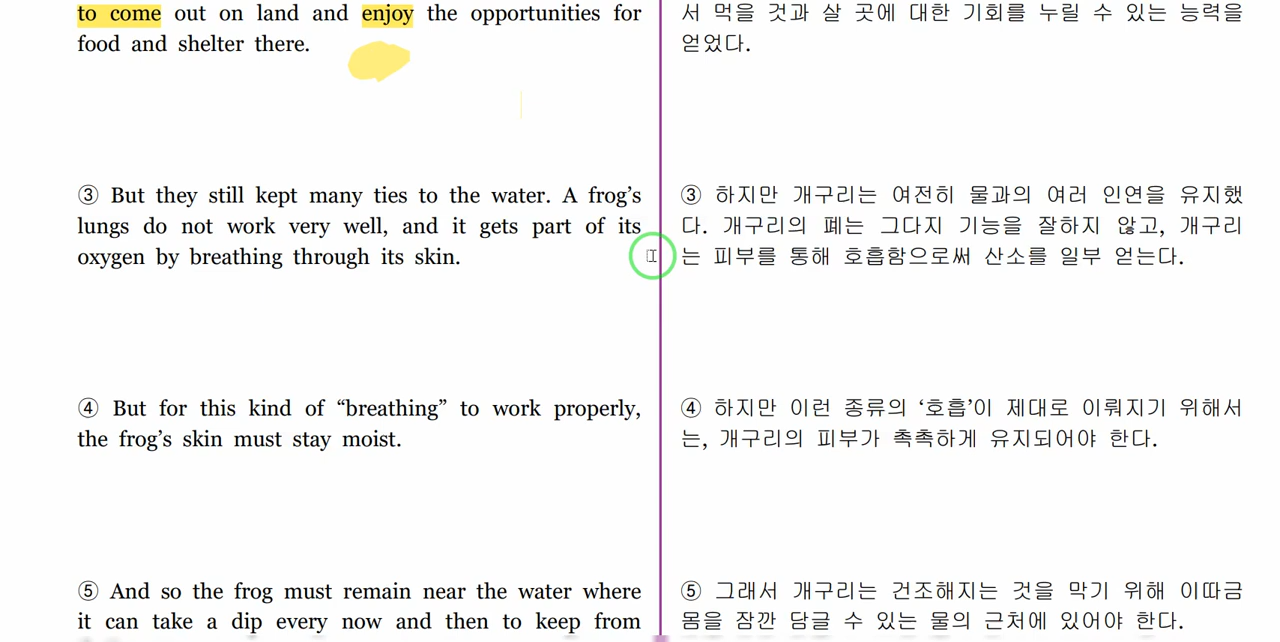 to come out on land and enjoy the opportunities for
food and shelter there.
③ But they still kept many ties to the water. A frog’s
lungs do not work very well, and it gets part of its
oxygen by breathing through its skin.
④ But for this kind of “breathing” to work properly,
the frog’s skin must stay moist.
⑤ And so the frog must remain near the water where
it can take a dip every now and then to keep from
서 먹을 것과 살 곳에 대한 기회를 누릴 수 있는 능력을
얻었다.
③ 하지만 개구리는 여전히 물과의 여러 인연을 유지했
다. 개구리의 폐는 그다지 기능을 잘하지 않고, 개구리
는 피부를 통해 호흡함으로써 산소를 일부 얻는다.
④ 하지만 이런 종류의 ‘호흡’이 제대로 이뤄지기 위해서
는, 개구리의 피부가 촉촉하게 유지되어야 한다.
⑤ 그래서 개구리는 건조해지는 것을 막기 위해 이따금
몸을 잠깐 담글 수 있는 물의 근처에 있어야 한다.